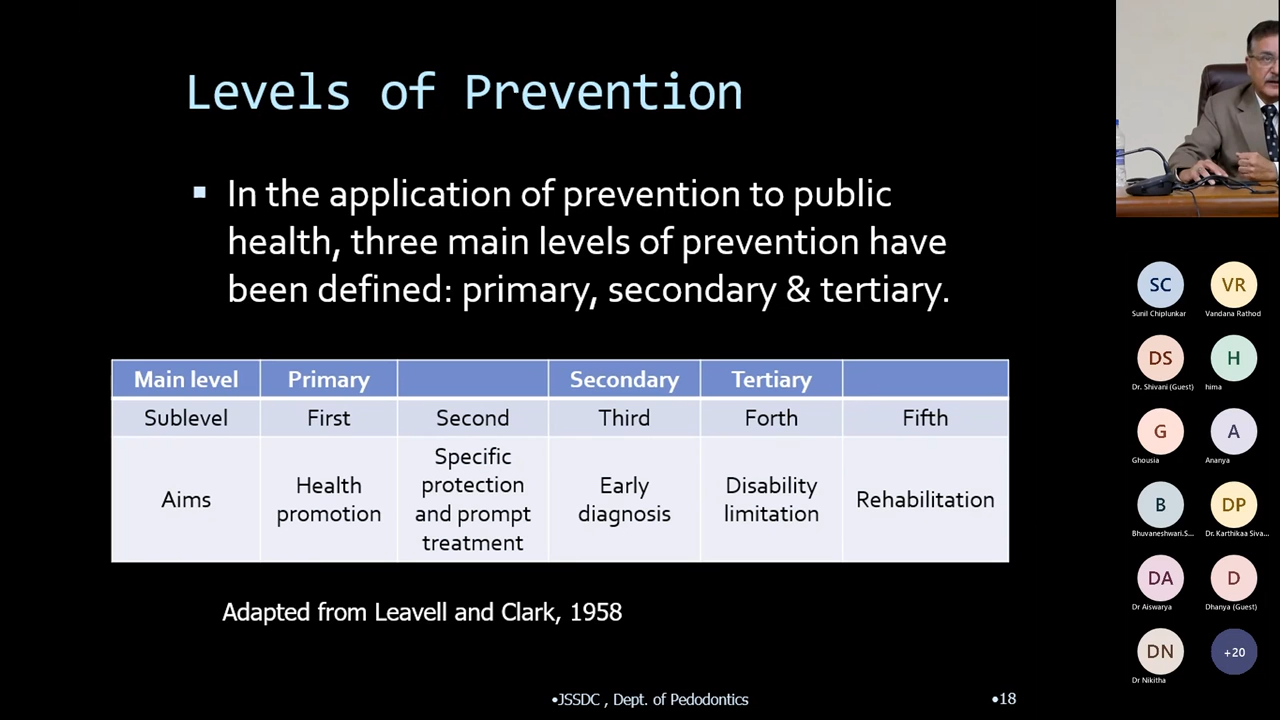 Levels of Prevention
▪ In the application of prevention to public
health, three main levels of prevention have
been defined: primary, secondary & tertiary.
Main level Primary Secondary Tertiary
Sublevel First Second Third Forth Fifth
Aims
Health
promotion
Specific
protection
and prompt
treatment
Early
diagnosis
Disability
limitation
Rehabilitation
Adapted from Leavell and Clark, 1958
•JSSDC , Dept. of Pedodontics
•18
SC VR
Sunil Chiplunkar Vandana Rathod
DS H
Dr. Shivani (Guest) hima
G A
Ghousia Ananya
B DP
Bhuvaneshwari.S... Dr. Karthikaa Siva...
DA D
Dr Aiswarya Dhanya (Guest)
DN +20
Dr Nikitha